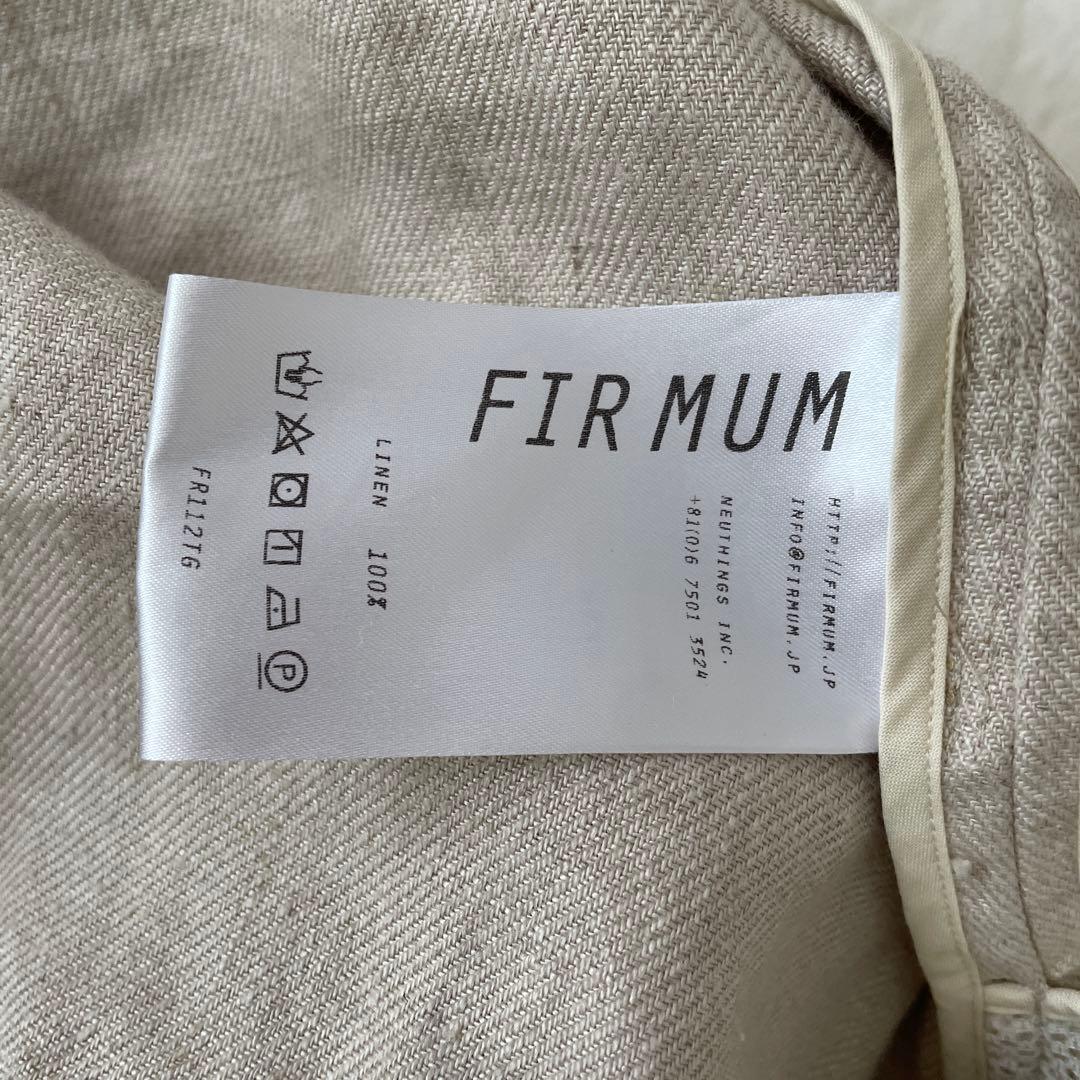 FIRMUM
HTTP://FIRMUM.JP
INFO@FIRMUM.JP
NEUTHINGS INC.
+81(0)6 7501 3524
LINEN 100%
P
FR112TG